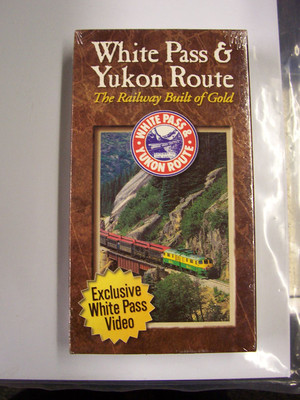 White Pass &
Yukon Route
The Railway Built of Gold
WHITE PASS &
YUKON ROUTE
Exclusive
White Pass
Video